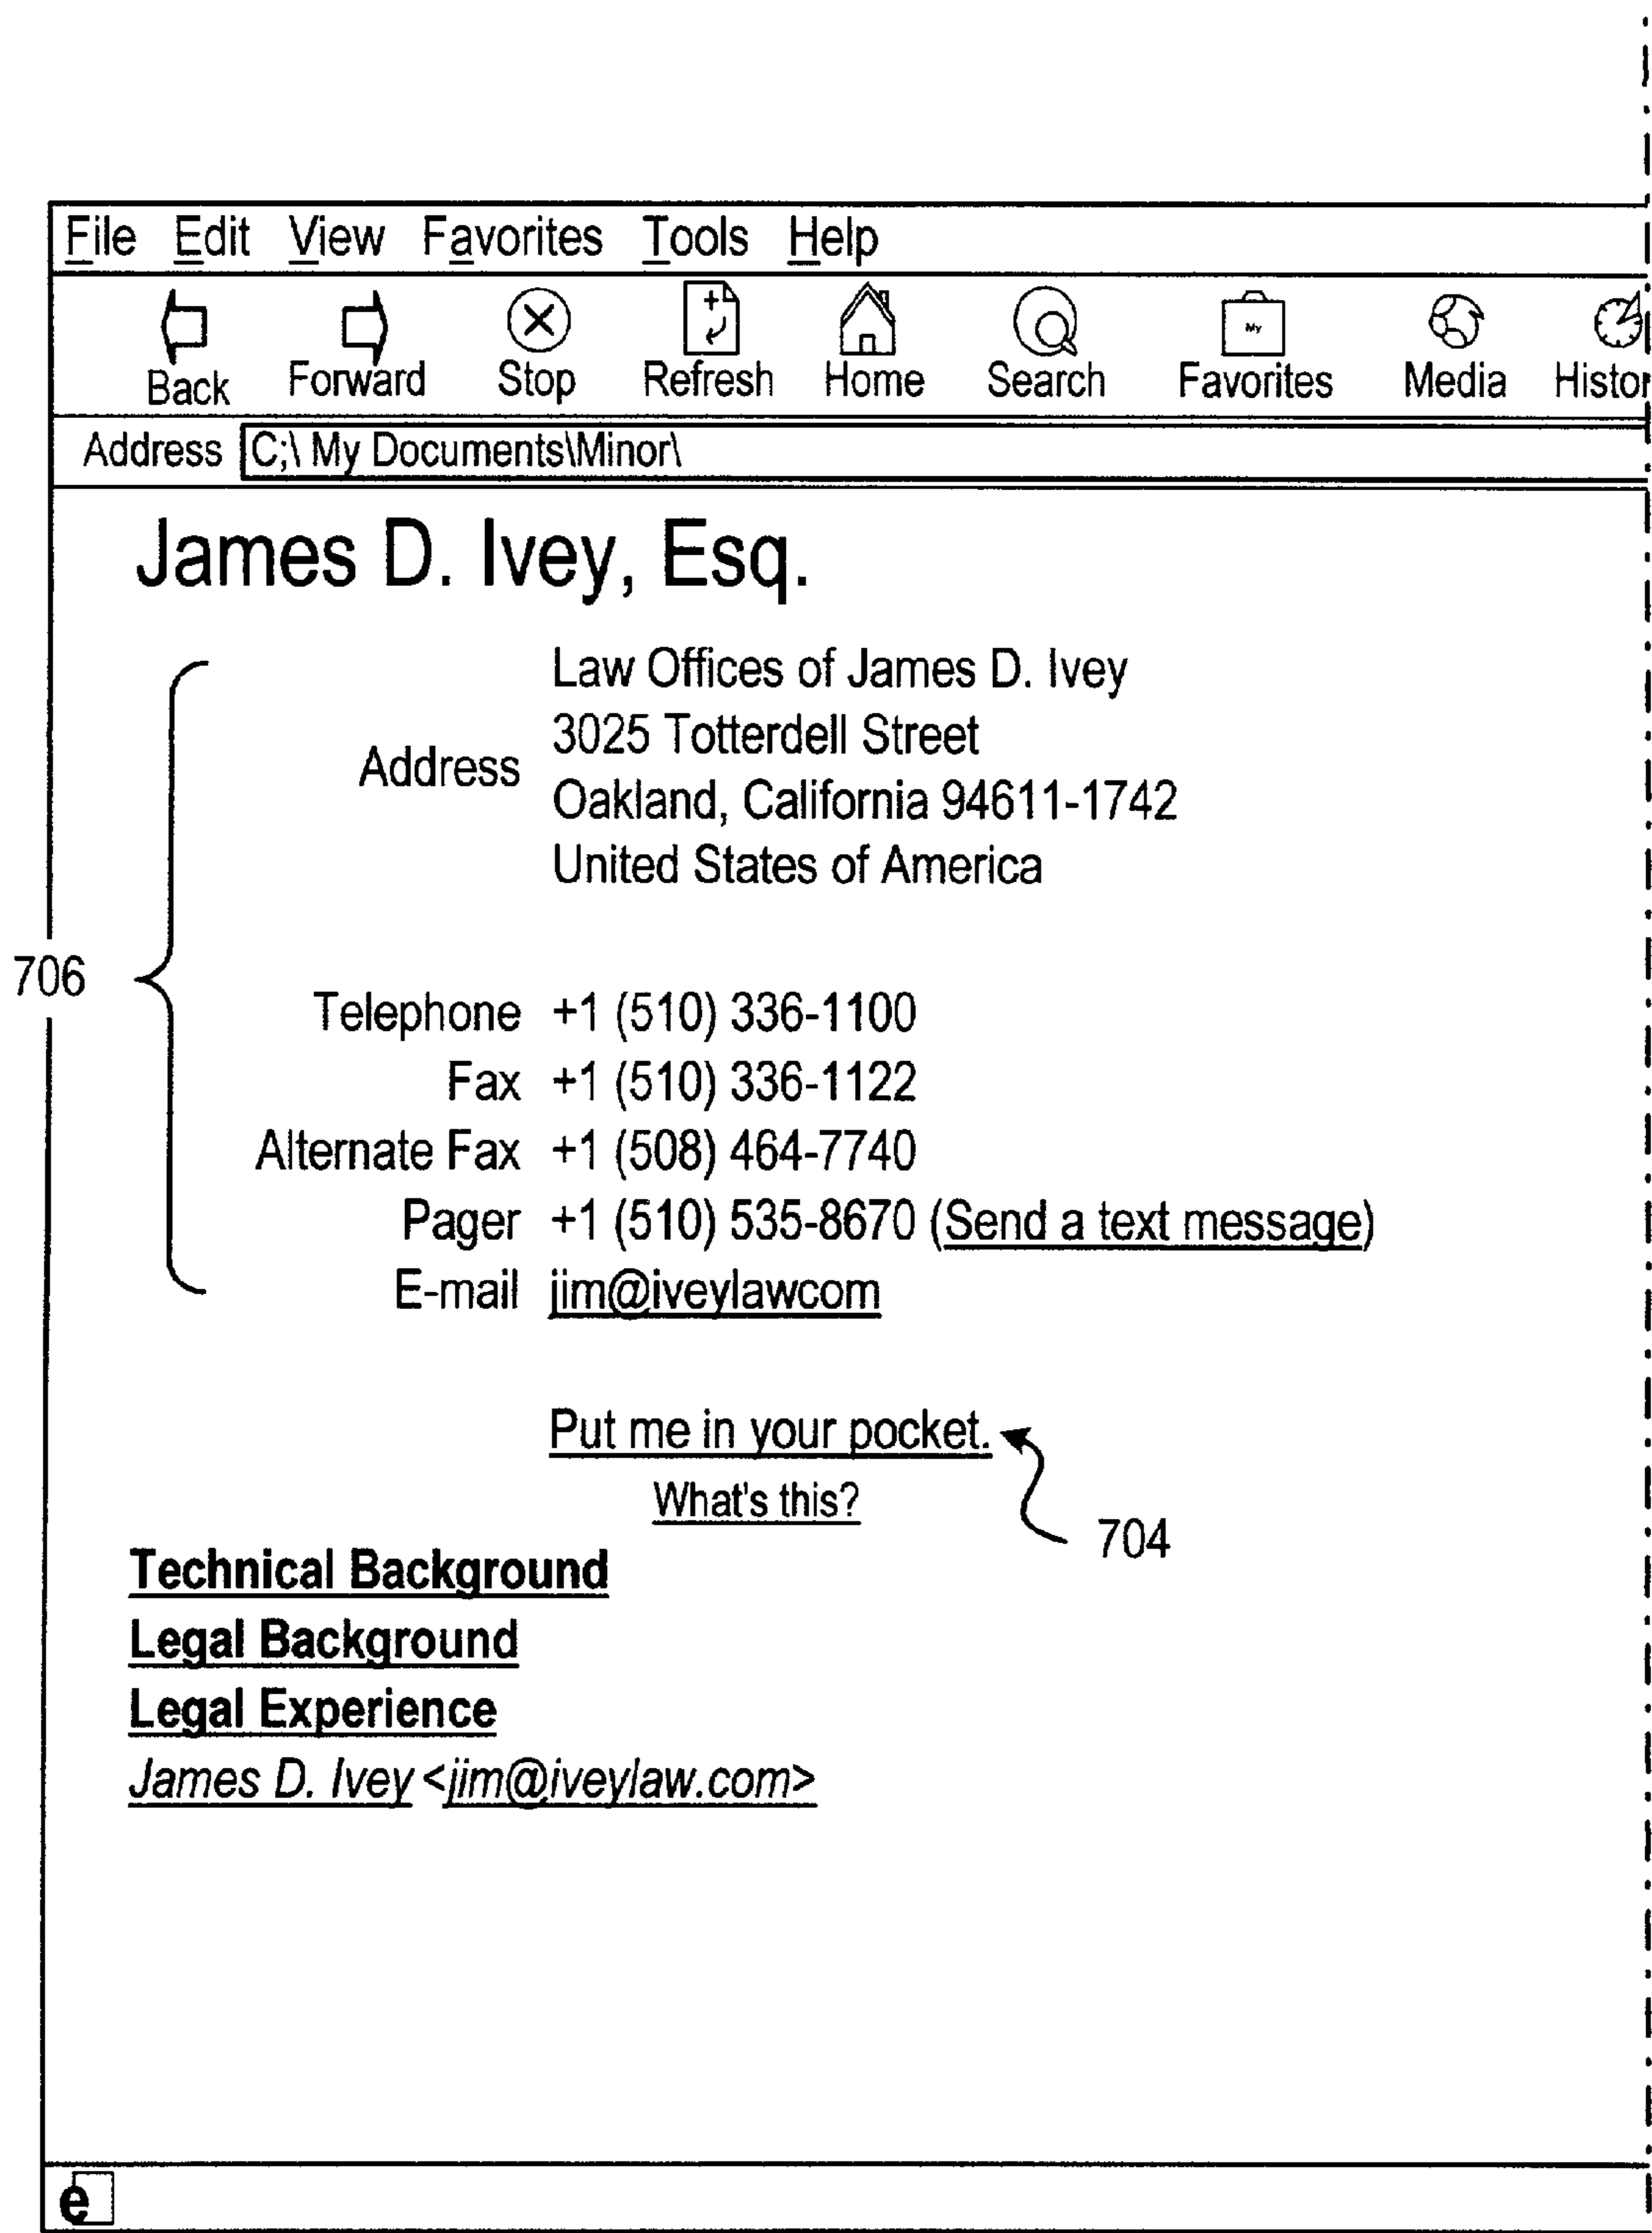 File Edit View Favorites Tools Help
My
Back Forward Stop Refresh Home Search Favorites Media Histor
Address C;\ My Documents\Minor\
James D. Ivey, Esq.
Law Offices of James D. Ivey
3025 Totterdell Street
Address
Oakland, California 94611-1742
United States of America
706
Telephone +1 (510) 336-1100
Fax +1 (510) 336-1122
Alternate Fax +1 (508) 464-7740
Pager +1 (510) 535-8670 (Send a text message)
E-mail jim@iveylawcom
Put me in your pocket.
What's this?
704
Technical Background
Legal Background
Legal Experience
James D. Ivey <jim@iveylaw.com>
e